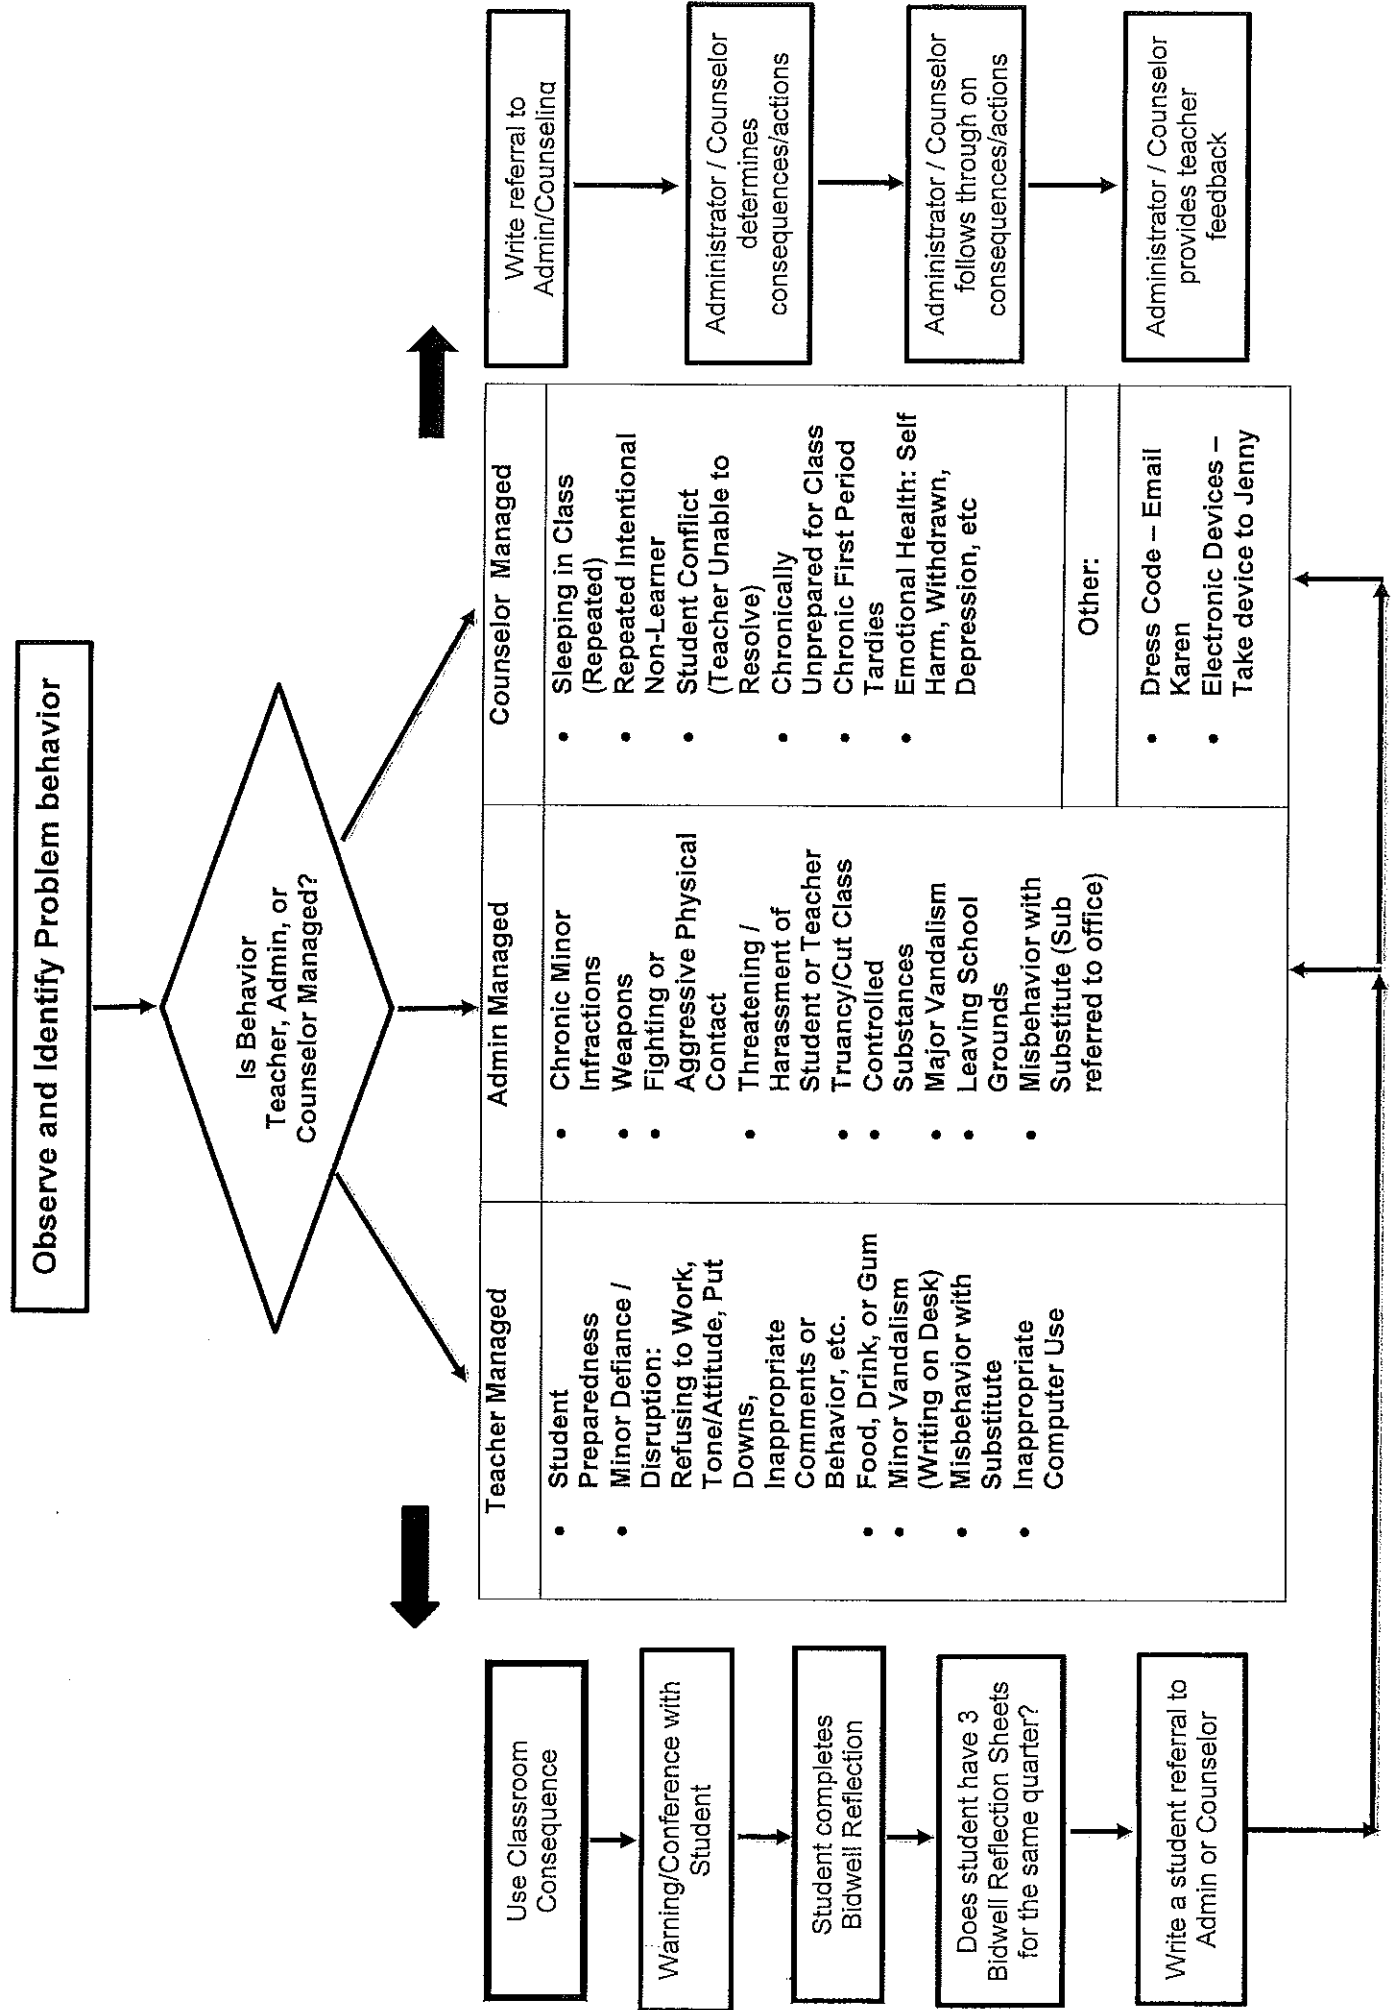 Observe and Identify Problem behavior
Is Behavior
Teacher, Admin, or
Counselor Managed?
Use Classroom
Consequence
Warning/Conference with
Student
Student completes
Bidwell Reflection
Does student have 3
Bidwell Reflection Sheets
for the same quarter?
Write a student referral to
Admin or Counselor
Teacher Managed
• Student
Preparedness
• Minor Defiance /
Disruption:
Refusing to Work,
Tone/Attitude, Put
Downs,
Inappropriate
Comments or
Behavior, etc.
• Food, Drink, or Gum
• Minor Vandalism
(Writing on Desk)
• Misbehavior with
Substitute
• Inappropriate
Computer Use
Admin Managed
• Chronic Minor
Infractions
• Weapons
• Fighting or
Aggressive Physical
Contact
• Threatening /
Harassment of
Student or Teacher
• Truancy/Cut Class
• Controlled
Substances
• Major Vandalism
• Leaving School
Grounds
• Misbehavior with
Substitute (Sub
referred to office)
Counselor Managed
• Sleeping in Class
(Repeated)
• Repeated Intentional
Non-Learner
• Student Conflict
(Teacher Unable to
Resolve)
• Chronically
Unprepared for Class
• Chronic First Period
Tardies
• Emotional Health: Self
Harm, Withdrawn,
Depression, etc
Other:
• Dress Code – Email
Karen
• Electronic Devices –
Take device to Jenny
Write referral to
Admin/Counseling
Administrator / Counselor
determines
consequences/actions
Administrator / Counselor
follows through on
consequences/actions
Administrator / Counselor
provides teacher
feedback